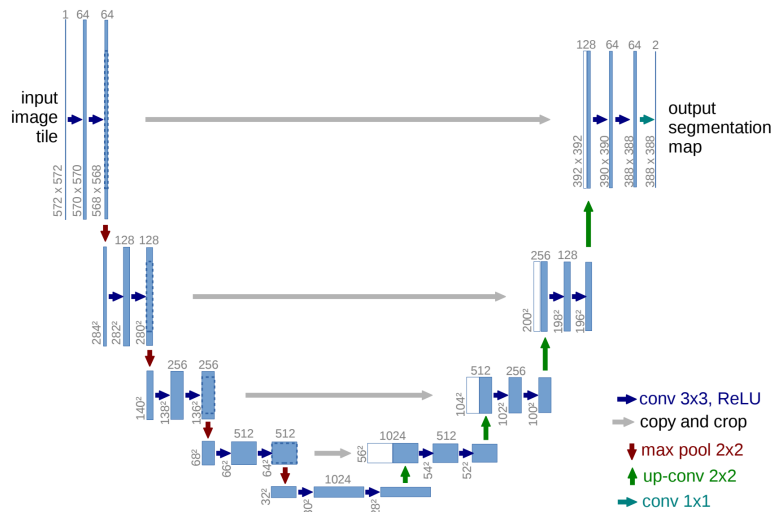 1 64 64
128 64 64 2
input
image
tile
output
segmentation
map
572 x 572
570 x 570
568 x 568
392 x 392
390 x 390
388 x 388
388 x 388
128 128
256 128
284²
282²
280²
200²
198²
196²
256 256
512 256
140²
138²
136²
104²
102²
100²
512 512
1024 512
68²
66²
64²
56²
54²
52²
1024
32²
conv 3x3, ReLU
copy and crop
max pool 2x2
up-conv 2x2
conv 1x1